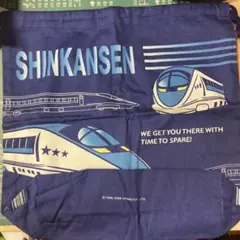 SHINKANSEN
WE GET YOU THERE WITH
TIME TO SPARE!